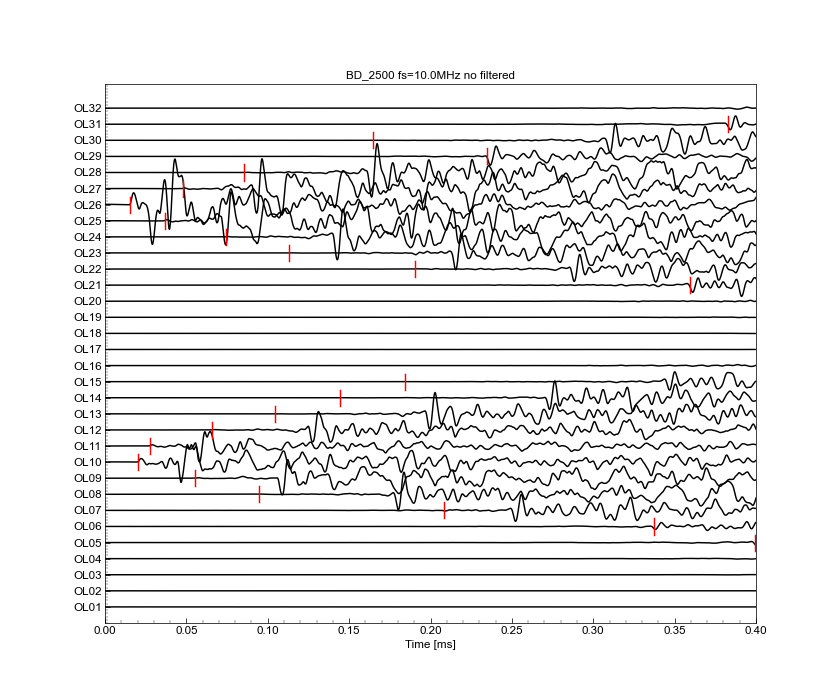 BD_2500 fs=10.0MHz no filtered
OL32
OL31
OL30
OL29
OL28
OL27
OL26
OL25
OL24
OL23
OL22
OL21
OL20
OL19
OL18
OL17
OL16
OL15
OL14
OL13
OL12
OL11
OL10
OL09
OL08
OL07
OL06
OL05
OL04
OL03
OL02
OL01
0.00 0.05 0.10 0.15 0.20 0.25 0.30 0.35 0.40
Time [ms]